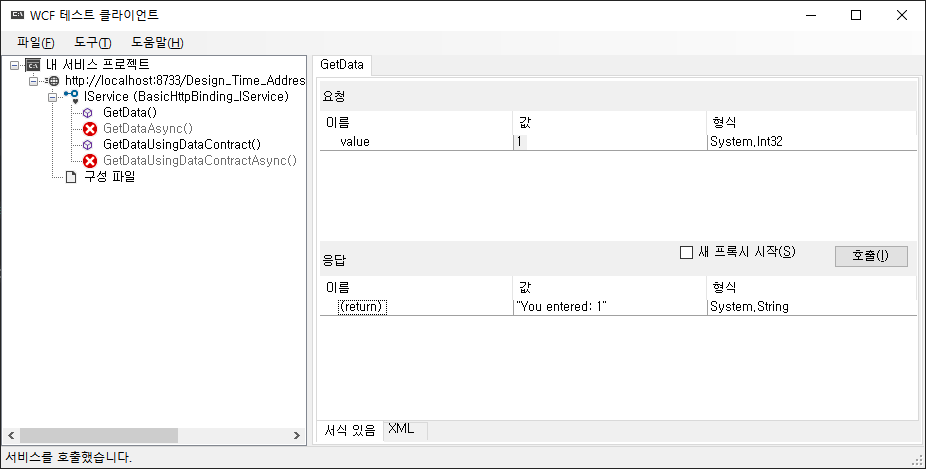 WCF 테스트 클라이언트
파일(F) 도구(T) 도움말(H)
내 서비스 프로젝트
http://localhost:8733/Design_Time_Addres
IService (BasicHttpBinding_IService)
GetData()
GetDataAsync()
GetDataUsingDataContract()
GetDataUsingDataContractAsync()
구성 파일
GetData
요청
이름 값 형식
value 1 System.Int32
응답 새 프록시 시작(S) 호출(I)
이름 값 형식
(return) "You entered: 1" System.String
서식 있음 XML
서비스를 호출했습니다.